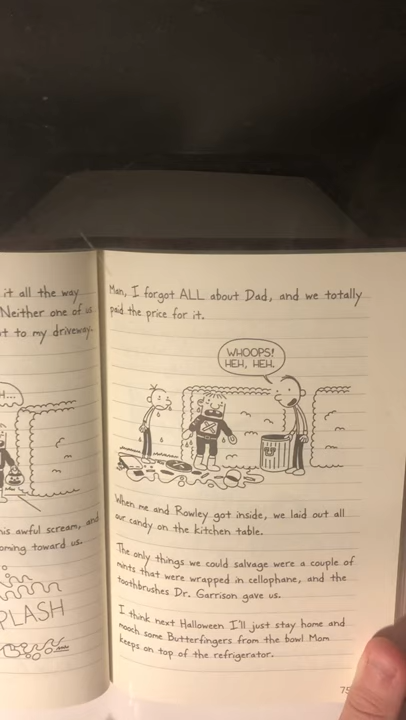 it all the way
Neither one of us
to my driveway.
H...
his awful scream, and
oming toward us.
PLASH
Man, I forgot ALL about Dad, and we totally
paid the price for it.
WHOOPS!
HEH, HEH.
When me and Rowley got inside, we laid out all
our candy on the kitchen table.
The only things we could salvage were a couple of
mints that were wrapped in cellophane, and the
toothbrushes Dr. Garrison gave us.
I think next Halloween I'll just stay home and
mooch some Butterfingers from the bowl Mom
keeps on top of the refrigerator.
75